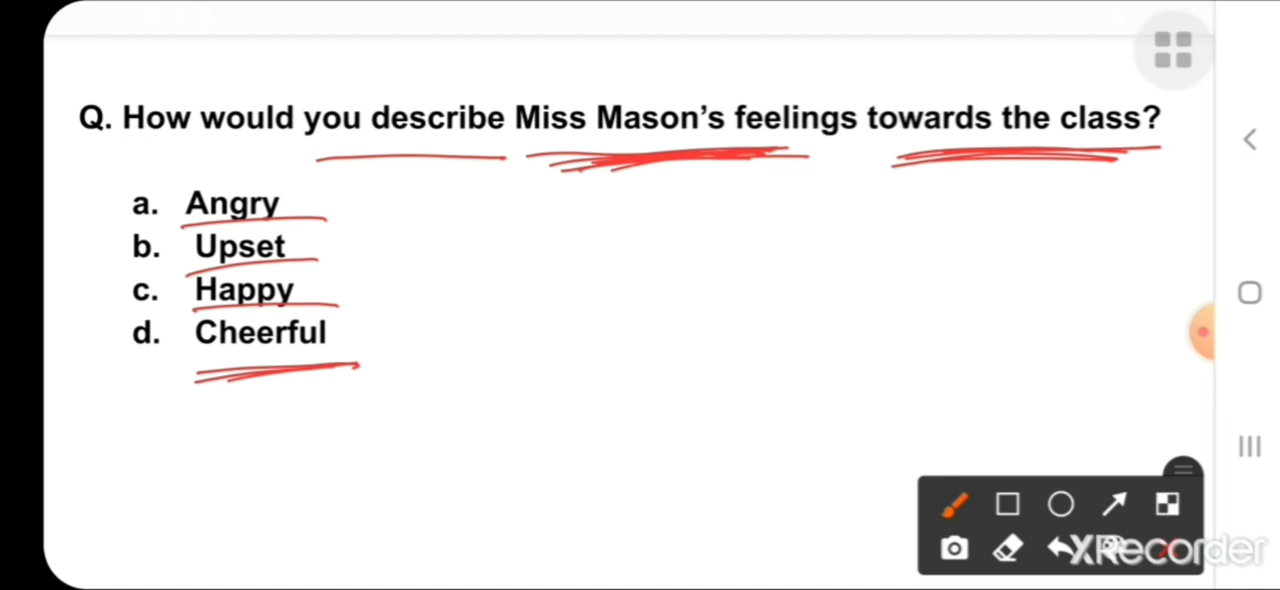 Q. How would you describe Miss Mason's feelings towards the class?
a. Angry
b. Upset
c. Happy
d. Cheerful
XRecorder